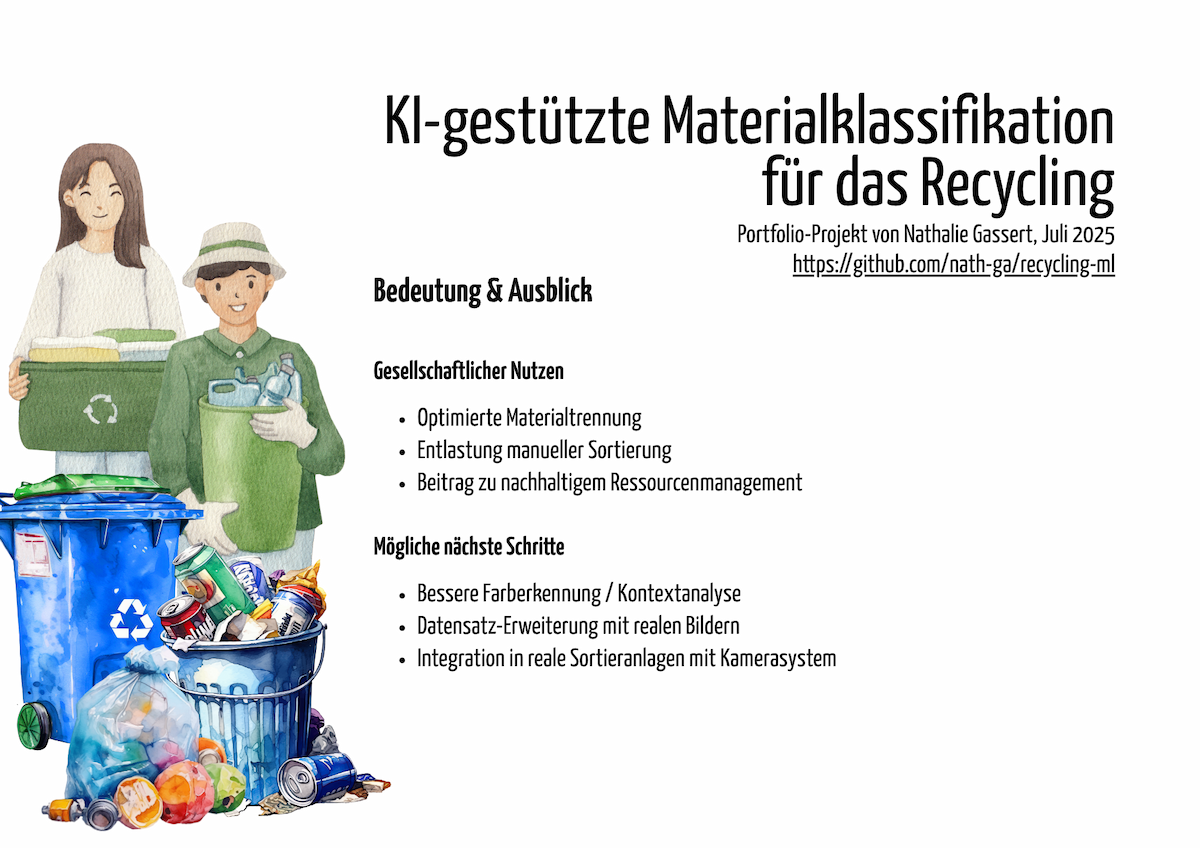 KI-gestützte Materialklassifikation
für das Recycling
Portfolio-Projekt von Nathalie Gassert, Juli 2025
https://github.com/nath-ga/recycling-ml
Bedeutung & Ausblick
Gesellschaftlicher Nutzen
• Optimierte Materialtrennung
• Entlastung manueller Sortierung
• Beitrag zu nachhaltigem Ressourcenmanagement
Mögliche nächste Schritte
• Bessere Farberkennung / Kontextanalyse
• Datensatz-Erweiterung mit realen Bildern
• Integration in reale Sortieranlagen mit Kamerasystem